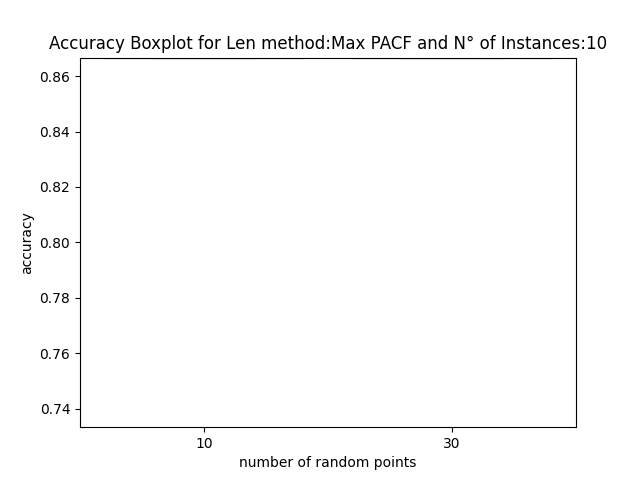 Accuracy Boxplot for Len method:Max PACF and N° of Instances:10
0.86
0.84
0.82
0.80
0.78
0.76
0.74
accuracy
10 30
number of random points